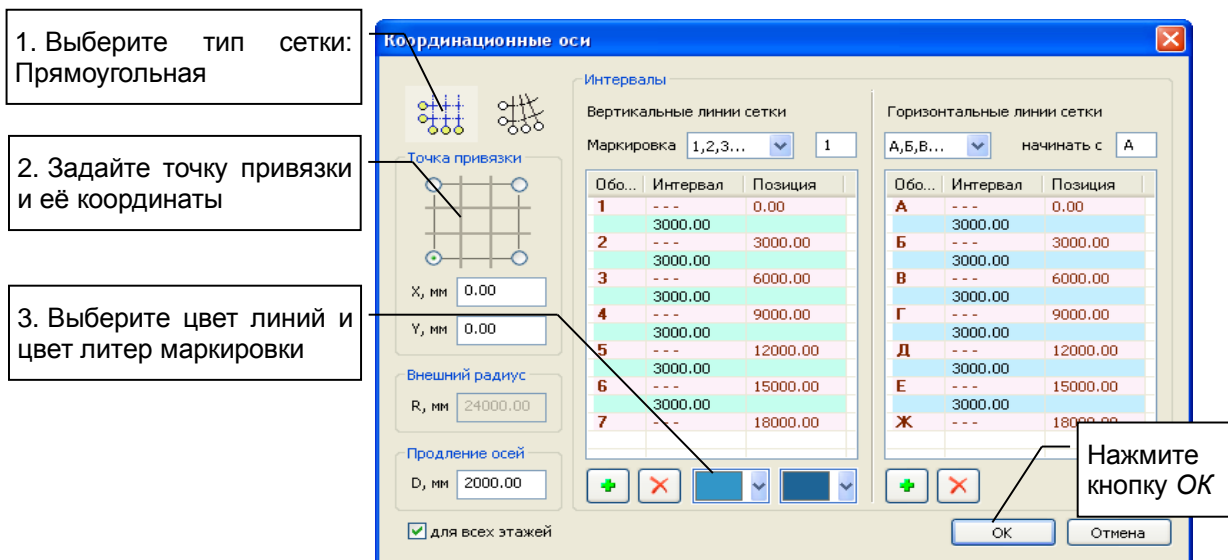 1. Выберите тип сетки:
Прямоугольная
2. Задайте точку привязки
и её координаты
3. Выберите цвет линий и
цвет литер маркировки
Координационные оси
Точка привязки
X, мм 0.00
Y, мм 0.00
Внешний радиус
R, мм 24000.00
Продление осей
D, мм 2000.00
для всех этажей
Интервалы
Вертикальные линии сетки
Маркировка 1,2,3... 1
Обо... Интервал Позиция
1 - - - 0.00
3000.00
2 - - - 3000.00
3000.00
3 - - - 6000.00
3000.00
4 - - - 9000.00
3000.00
5 - - - 12000.00
3000.00
6 - - - 15000.00
3000.00
7 - - - 18000.00
Горизонтальные линии сетки
А,Б,В... начинать с А
Обо... Интервал Позиция
А - - - 0.00
3000.00
Б - - - 3000.00
3000.00
В - - - 6000.00
3000.00
Г - - - 9000.00
3000.00
Д - - - 12000.00
3000.00
Е - - - 15000.00
3000.00
Ж - - -
Нажмите
кнопку ОК
ОК Отмена